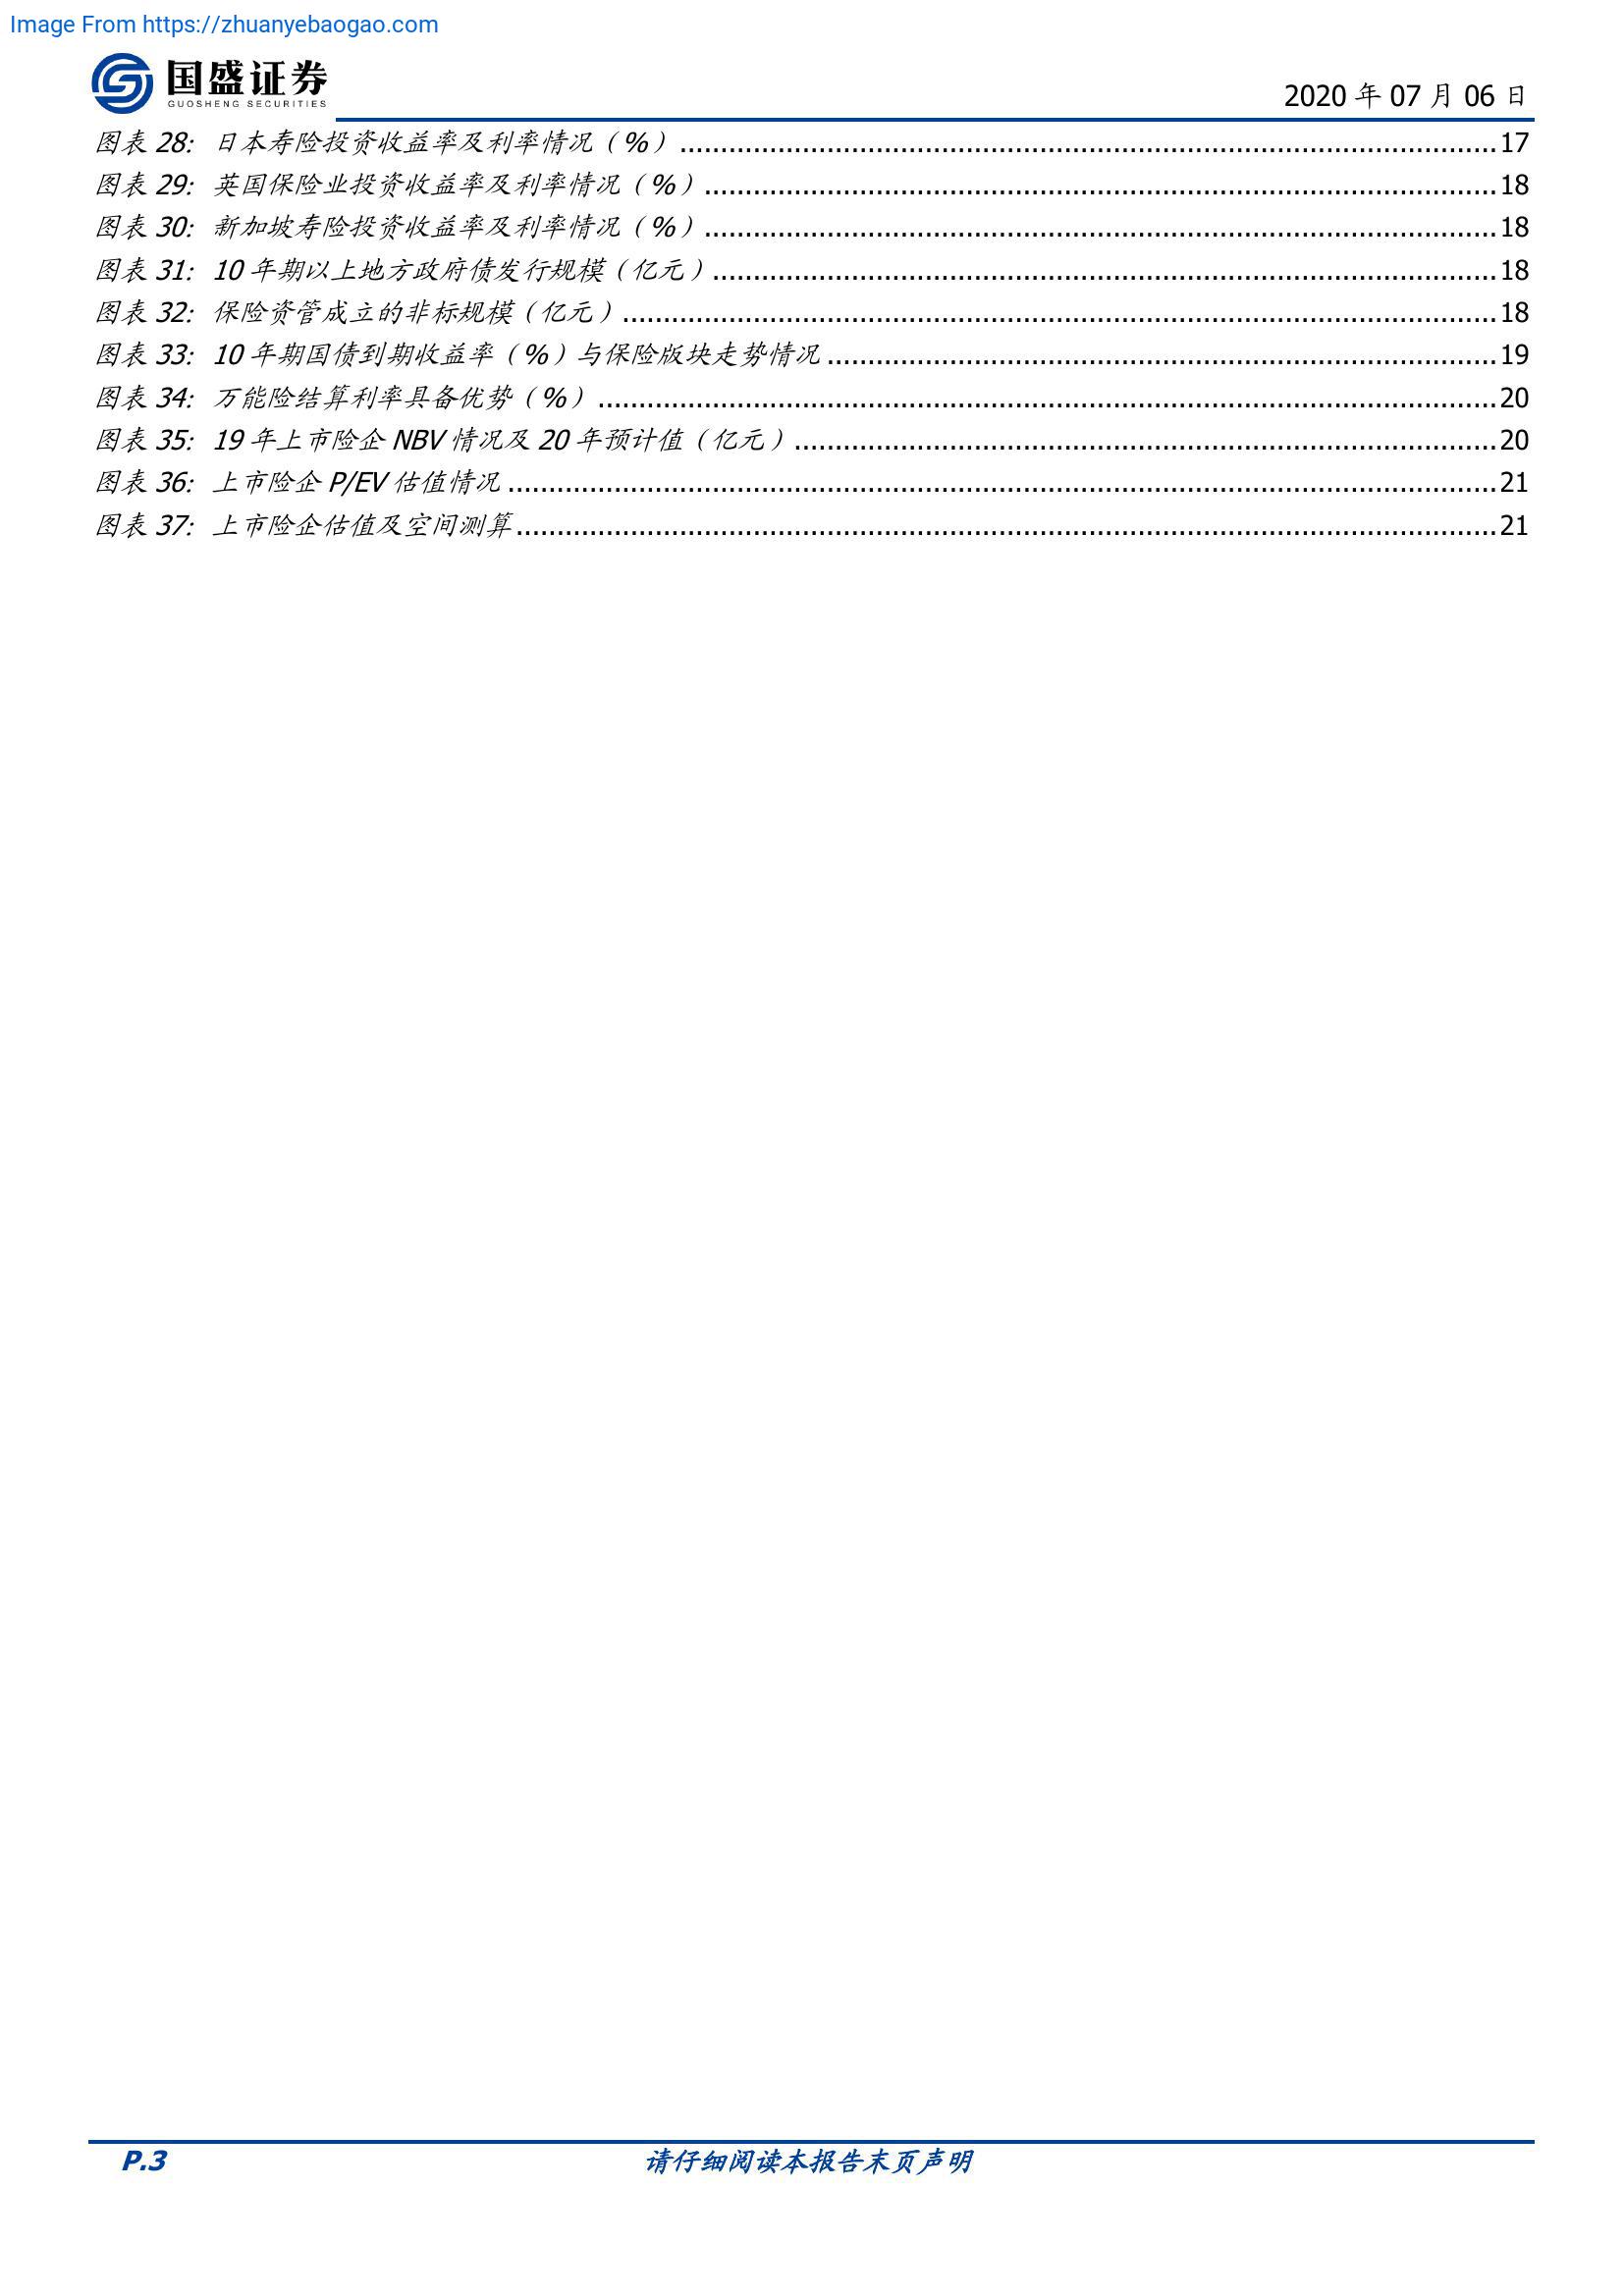 Image From https://zhuanyebaogao.com
国盛证券
GUOSHENG SECURITIES
2020 年 07 月 06 日
图表 28: 日本寿险投资收益率及利率情况（%）....................17
图表 29: 英国保险业投资收益率及利率情况（%）....................18
图表 30: 新加坡寿险投资收益率及利率情况（%）....................18
图表 31: 10 年期以上地方政府债发行规模（亿元）....................18
图表 32: 保险资管成立的非标规模（亿元）....................18
图表 33: 10 年期国债到期收益率（%）与保险版块走势情况....................19
图表 34: 万能险结算利率具备优势（%）....................20
图表 35: 19 年上市险企 NBV 情况及 20 年预计值（亿元）....................20
图表 36: 上市险企 P/EV 估值情况....................21
图表 37: 上市险企估值及空间测算....................21
P.3
请仔细阅读本报告末页声明